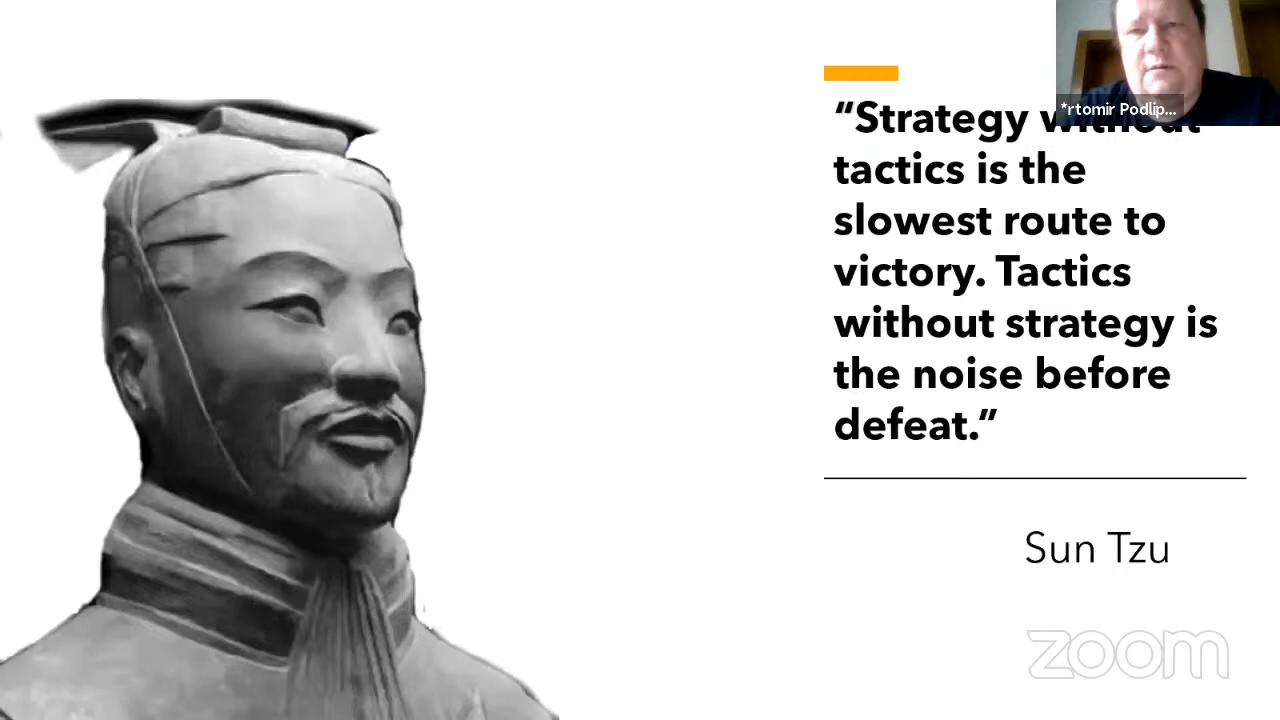 *rtomir Podlip...
“Strategy without
tactics is the
slowest route to
victory. Tactics
without strategy is
the noise before
defeat.”
Sun Tzu
zoom